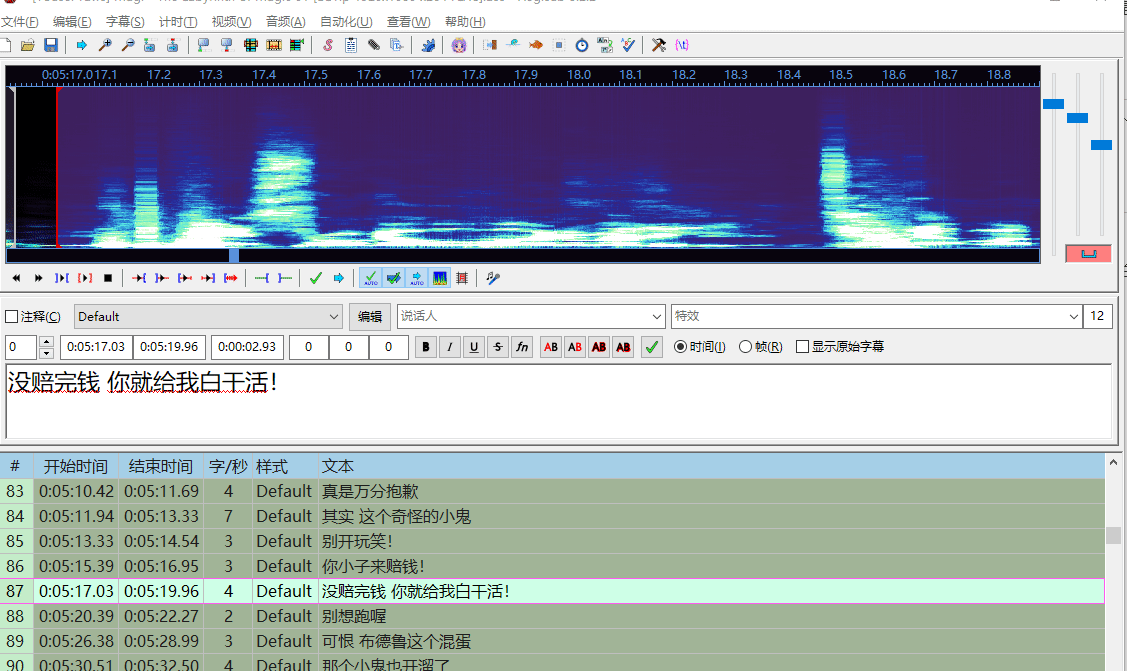 文件(F) 编辑(E) 字幕(S) 计时(T) 视频(V) 音频(A) 自动化(U) 查看(W) 帮助(H)
0:05:17.0 17.1 17.2 17.3 17.4 17.5 17.6 17.7 17.8 17.9 18.0 18.1 18.2 18.3 18.4 18.5 18.6 18.7 18.8
注释(C) Default 编辑 说话人 特效 12
0 0:05:17.03 0:05:19.96 0:00:02.93 0 0 0 B I U S fn AB AB AB AB 时间(I) 帧(R) 显示原始字幕
没赔完钱 你就给我白干活！
# 开始时间 结束时间 字/秒 样式 文本
83 0:05:10.42 0:05:11.69 4 Default 真是万分抱歉
84 0:05:11.94 0:05:13.33 7 Default 其实 这个奇怪的小鬼
85 0:05:13.33 0:05:14.54 3 Default 别开玩笑！
86 0:05:15.39 0:05:16.95 3 Default 你小子来赔钱！
87 0:05:17.03 0:05:19.96 4 Default 没赔完钱 你就给我白干活！
88 0:05:20.39 0:05:22.27 2 Default 别想跑喔
89 0:05:26.38 0:05:28.99 3 Default 可恨 布德鲁这个混蛋
90 0:05:30.51 0:05:32.50 4 Default 那个小鬼也开溜了